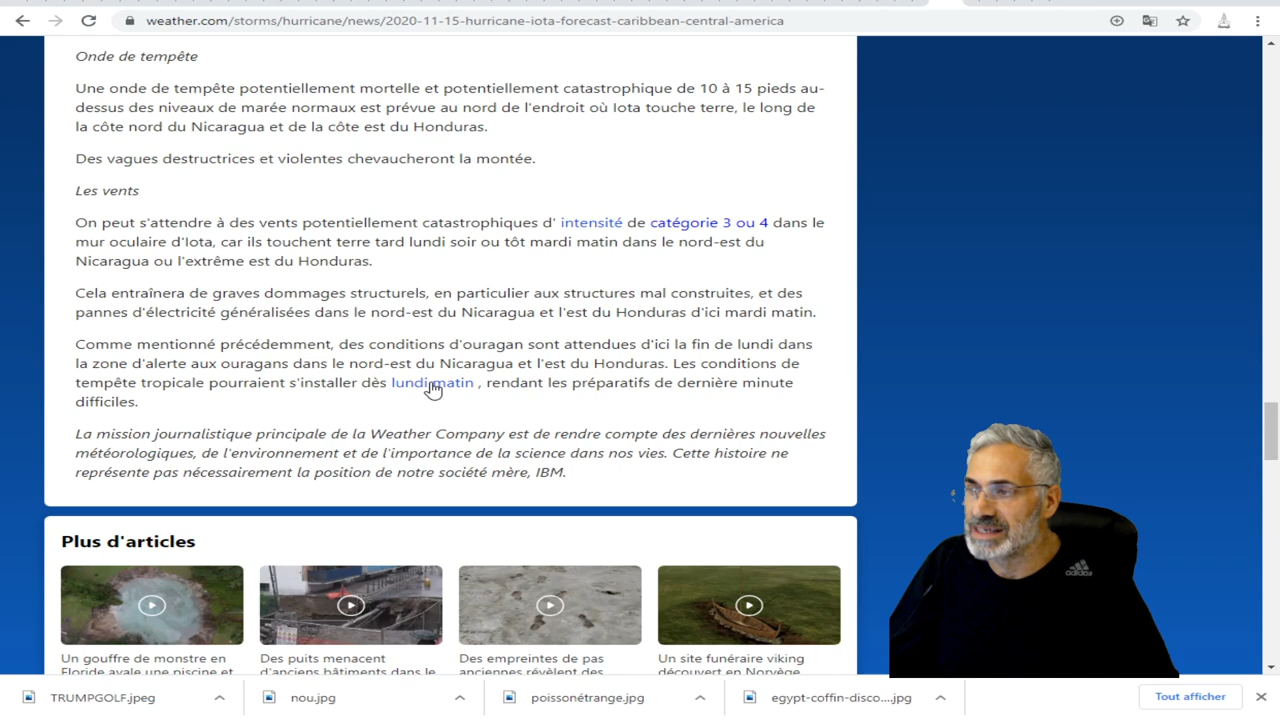 weather.com/storms/hurricane/news/2020-11-15-hurricane-iota-forecast-caribbean-central-america
Onde de tempête
Une onde de tempête potentiellement mortelle et potentiellement catastrophique de 10 à 15 pieds au-
dessus des niveaux de marée normaux est prévue au nord de l'endroit où Iota touche terre, le long de
la côte nord du Nicaragua et de la côte est du Honduras.
Des vagues destructrices et violentes chevaucheront la montée.
Les vents
On peut s'attendre à des vents potentiellement catastrophiques d' intensité de catégorie 3 ou 4 dans le
mur oculaire d'Iota, car ils touchent terre tard lundi soir ou tôt mardi matin dans le nord-est du
Nicaragua ou l'extrême est du Honduras.
Cela entraînera de graves dommages structurels, en particulier aux structures mal construites, et des
pannes d'électricité généralisées dans le nord-est du Nicaragua et l'est du Honduras d'ici mardi matin.
Comme mentionné précédemment, des conditions d'ouragan sont attendues d'ici la fin de lundi dans
la zone d'alerte aux ouragans dans le nord-est du Nicaragua et l'est du Honduras. Les conditions de
tempête tropicale pourraient s'installer dès lundi matin , rendant les préparatifs de dernière minute
difficiles.
La mission journalistique principale de la Weather Company est de rendre compte des dernières nouvelles
météorologiques, de l'environnement et de l'importance de la science dans nos vies. Cette histoire ne
représente pas nécessairement la position de notre société mère, IBM.
Plus d'articles
Un gouffre de monstre en
Floride avale une piscine et
Des puits menacent
d'anciens bâtiments dans le
Des empreintes de pas
anciennes révèlent des
Un site funéraire viking
découvert en Norvège
adidas
TRUMPGOLF.jpeg
nou.jpg
poissonétrange.jpg
egypt-coffin-disco....jpg
Tout afficher